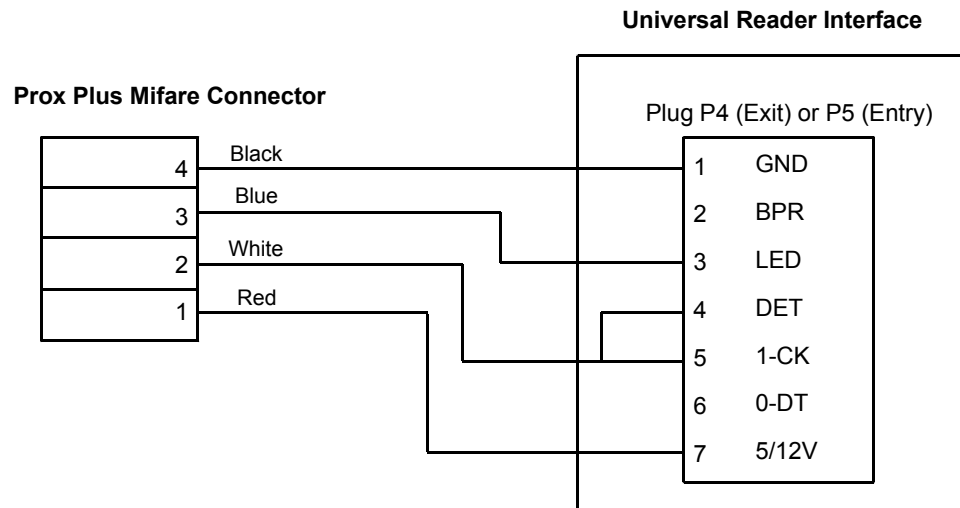 Universal Reader Interface
Prox Plus Mifare Connector
Plug P4 (Exit) or P5 (Entry)
4 Black 1 GND
3 Blue 2 BPR
2 White 3 LED
1 Red 4 DET
5 1-CK
6 0-DT
7 5/12V